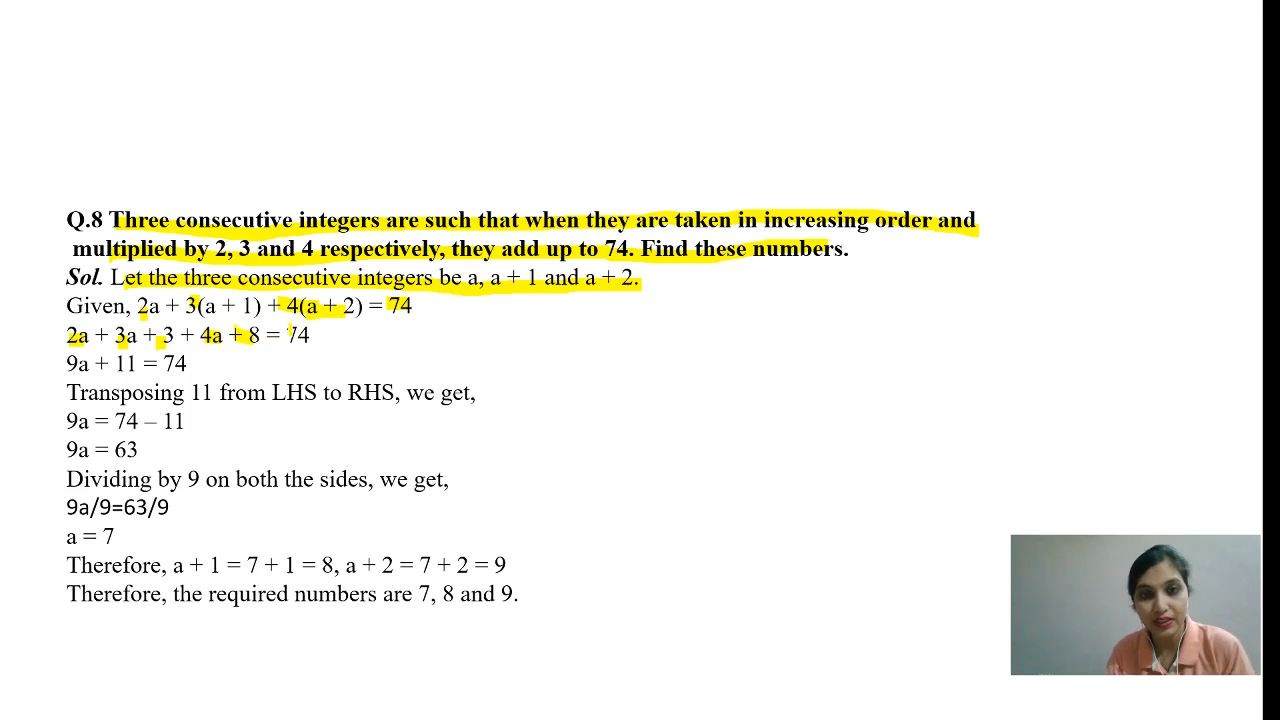 Q.8 Three consecutive integers are such that when they are taken in increasing order and
multiplied by 2, 3 and 4 respectively, they add up to 74. Find these numbers.
Sol. Let the three consecutive integers be a, a + 1 and a + 2.
Given, 2a + 3(a + 1) + 4(a + 2) = 74
2a + 3a + 3 + 4a + 8 = 74
9a + 11 = 74
Transposing 11 from LHS to RHS, we get,
9a = 74 – 11
9a = 63
Dividing by 9 on both the sides, we get,
9a/9=63/9
a = 7
Therefore, a + 1 = 7 + 1 = 8, a + 2 = 7 + 2 = 9
Therefore, the required numbers are 7, 8 and 9.